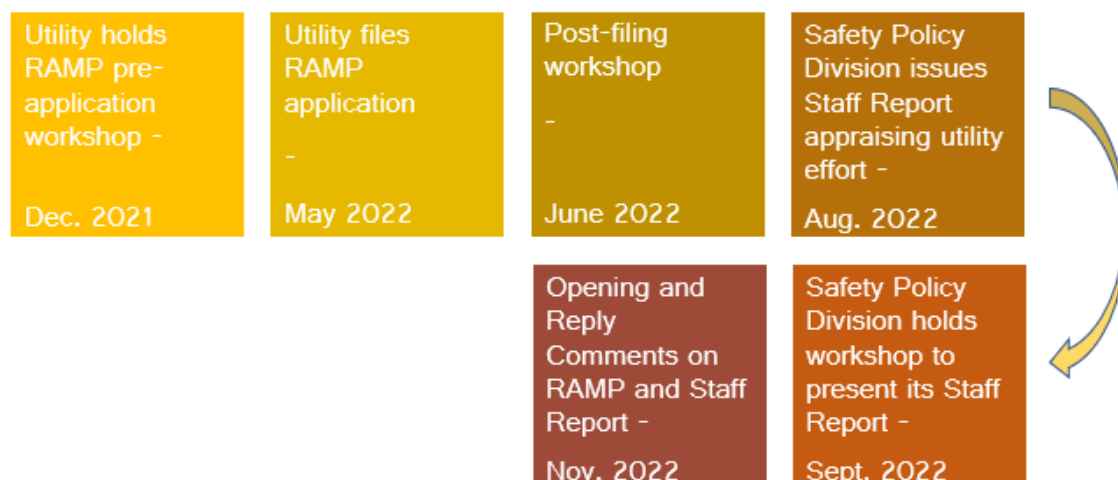 Utility holds
RAMP pre-
application
workshop -
Dec. 2021
Utility files
RAMP
application
-
May 2022
Post-filing
workshop
-
June 2022
Safety Policy
Division issues
Staff Report
appraising utility
effort -
Aug. 2022
Safety Policy
Division holds
workshop to
present its Staff
Report -
Sept. 2022
Opening and
Reply
Comments on
RAMP and Staff
Report -
Nov. 2022